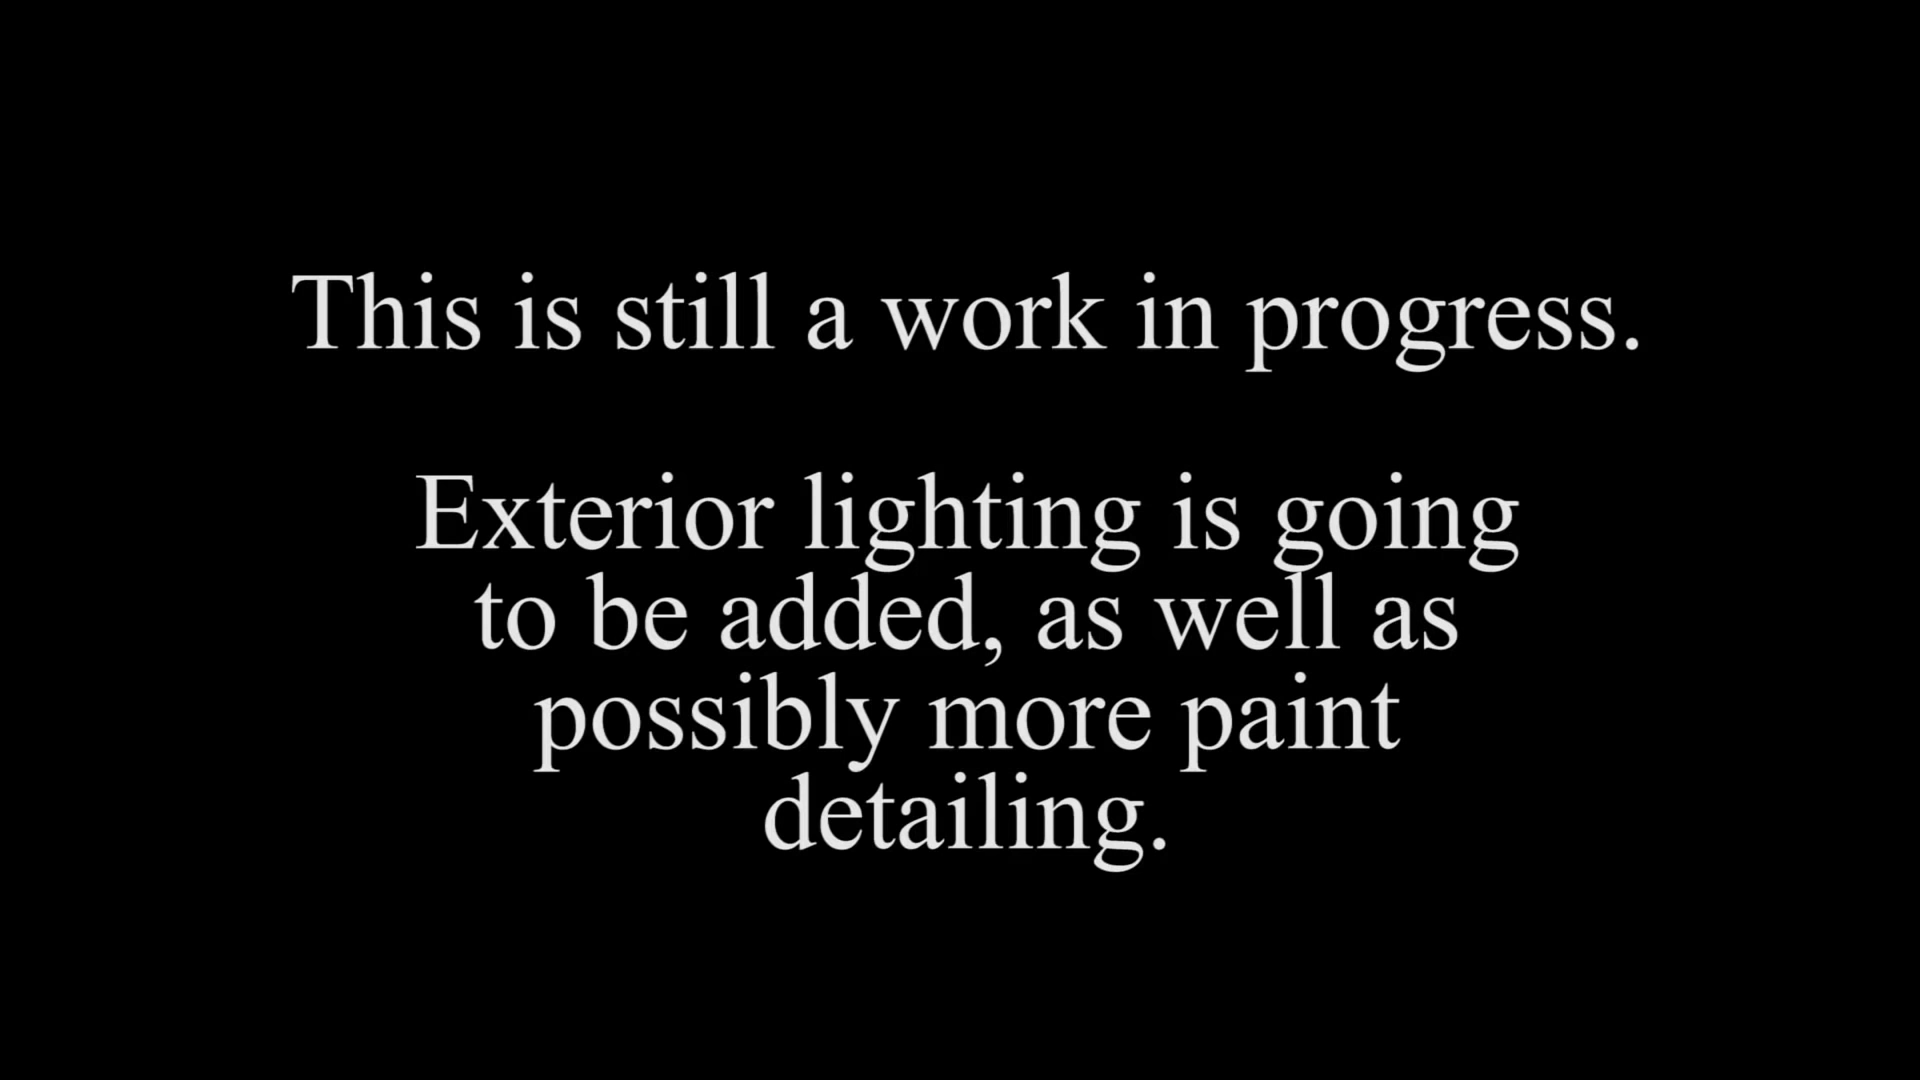 This is still a work in progress.
Exterior lighting is going
to be added, as well as
possibly more paint
detailing.